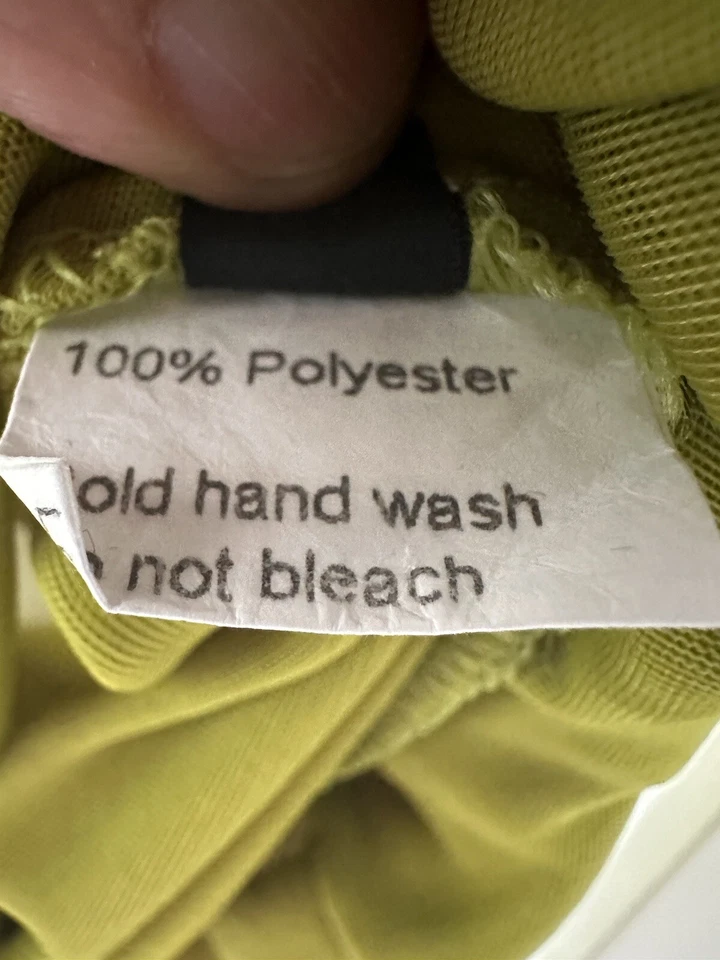 100% Polyester
old hand wash
not bleach